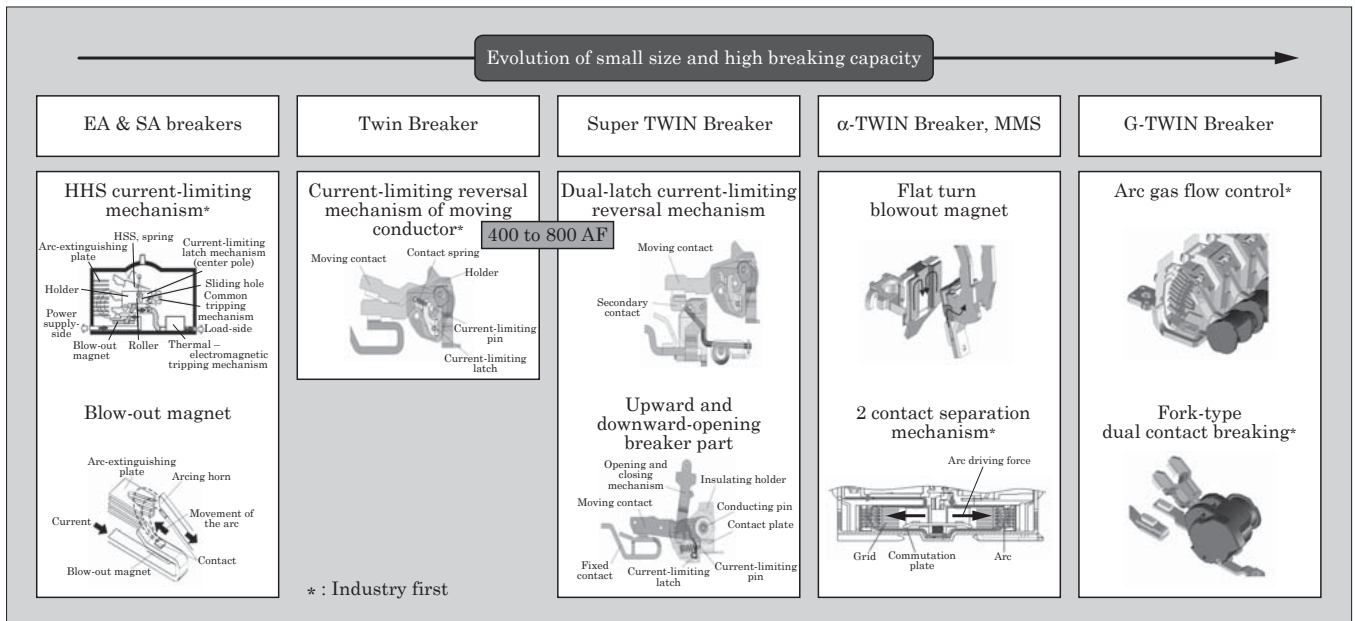 Evolution of small size and high breaking capacity
EA & SA breakers
Twin Breaker
Super TWIN Breaker
α-TWIN Breaker, MMS
G-TWIN Breaker
HHS current-limiting
mechanism*
HSS, spring
Arc-extinguishing
plate
Current-limiting
latch mechanism
(center pole)
Holder
Sliding hole
Common
tripping
mechanism
Power
supply-
side
Load-side
Blow-out
magnet
Roller
Thermal –
electromagnetic
tripping mechanism
Blow-out magnet
Arc-extinguishing
plate
Arcing horn
Movement of
the arc
Current
Contact
Blow-out magnet
Current-limiting reversal
mechanism of moving
conductor*
400 to 800 AF
Moving contact
Contact spring
Holder
Current-limiting
pin
Current-limiting
latch
Dual-latch current-limiting
reversal mechanism
Moving contact
Secondary
contact
Upward and
downward-opening
breaker part
Opening and
closing
mechanism
Insulating holder
Moving contact
Conducting pin
Contact plate
Fixed
contact
Current-limiting
latch
Current-limiting
pin
Flat turn
blowout magnet
2 contact separation
mechanism*
Arc driving force
Grid
Commutation
plate
Arc
Arc gas flow control*
Fork-type
dual contact breaking*
* : Industry first